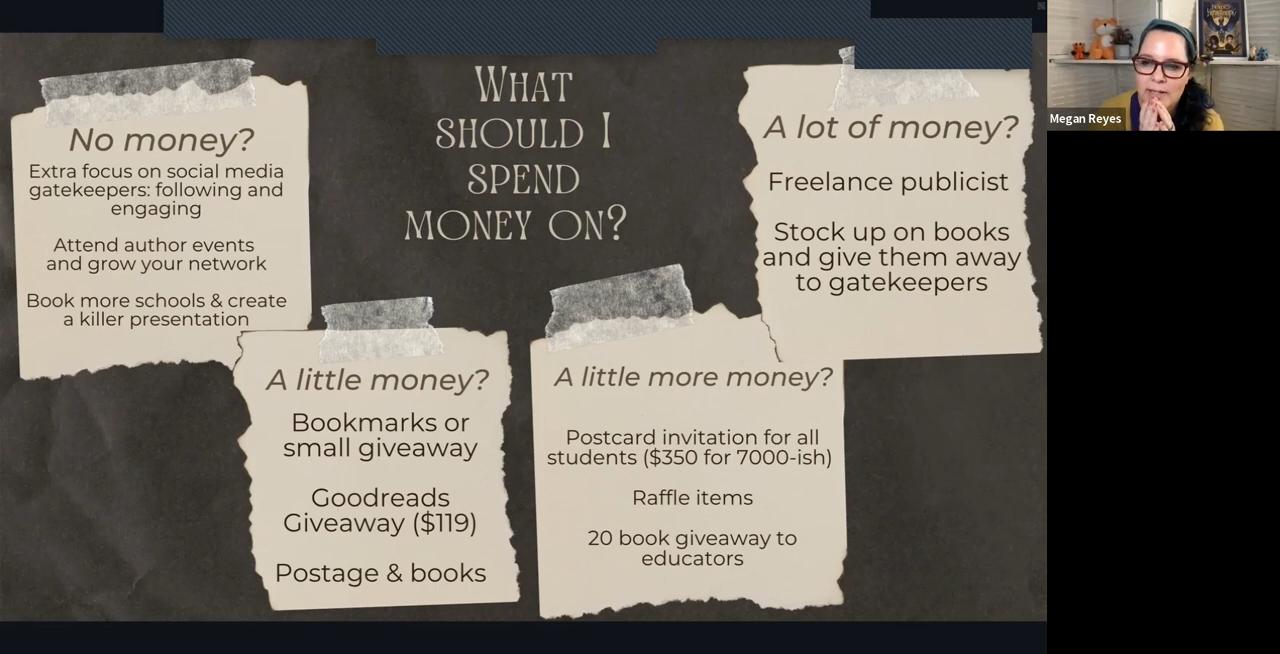 What
should I
spend
money on?
No money?
Extra focus on social media
gatekeepers: following and
engaging
Attend author events
and grow your network
Book more schools & create
a killer presentation
A little money?
Bookmarks or
small giveaway
Goodreads
Giveaway ($119)
Postage & books
A little more money?
Postcard invitation for all
students ($350 for 7000-ish)
Raffle items
20 book giveaway to
educators
A lot of money?
Freelance publicist
Stock up on books
and give them away
to gatekeepers
Megan Reyes